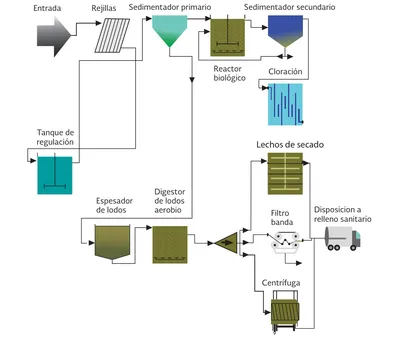 Entrada
Rejillas
Sedimentador primario
Sedimentador secundario
Reactor
biológico
Cloración
Tanque de
regulación
Lechos de secado
Espesador
de lodos
Digestor
de lodos
aerobio
Filtro
banda
Disposicion a
relleno sanitario
Centrífuga